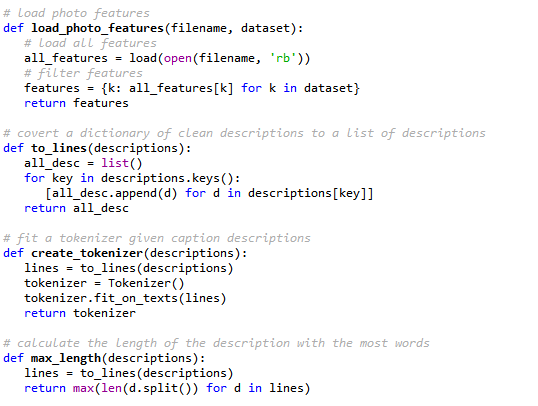 # load photo features
def load_photo_features(filename, dataset):
    # load all features
    all_features = load(open(filename, 'rb'))
    # filter features
    features = {k: all_features[k] for k in dataset}
    return features

# covert a dictionary of clean descriptions to a list of descriptions
def to_lines(descriptions):
    all_desc = list()
    for key in descriptions.keys():
        [all_desc.append(d) for d in descriptions[key]]
    return all_desc

# fit a tokenizer given caption descriptions
def create_tokenizer(descriptions):
    lines = to_lines(descriptions)
    tokenizer = Tokenizer()
    tokenizer.fit_on_texts(lines)
    return tokenizer

# calculate the length of the description with the most words
def max_length(descriptions):
    lines = to_lines(descriptions)
    return max(len(d.split()) for d in lines)